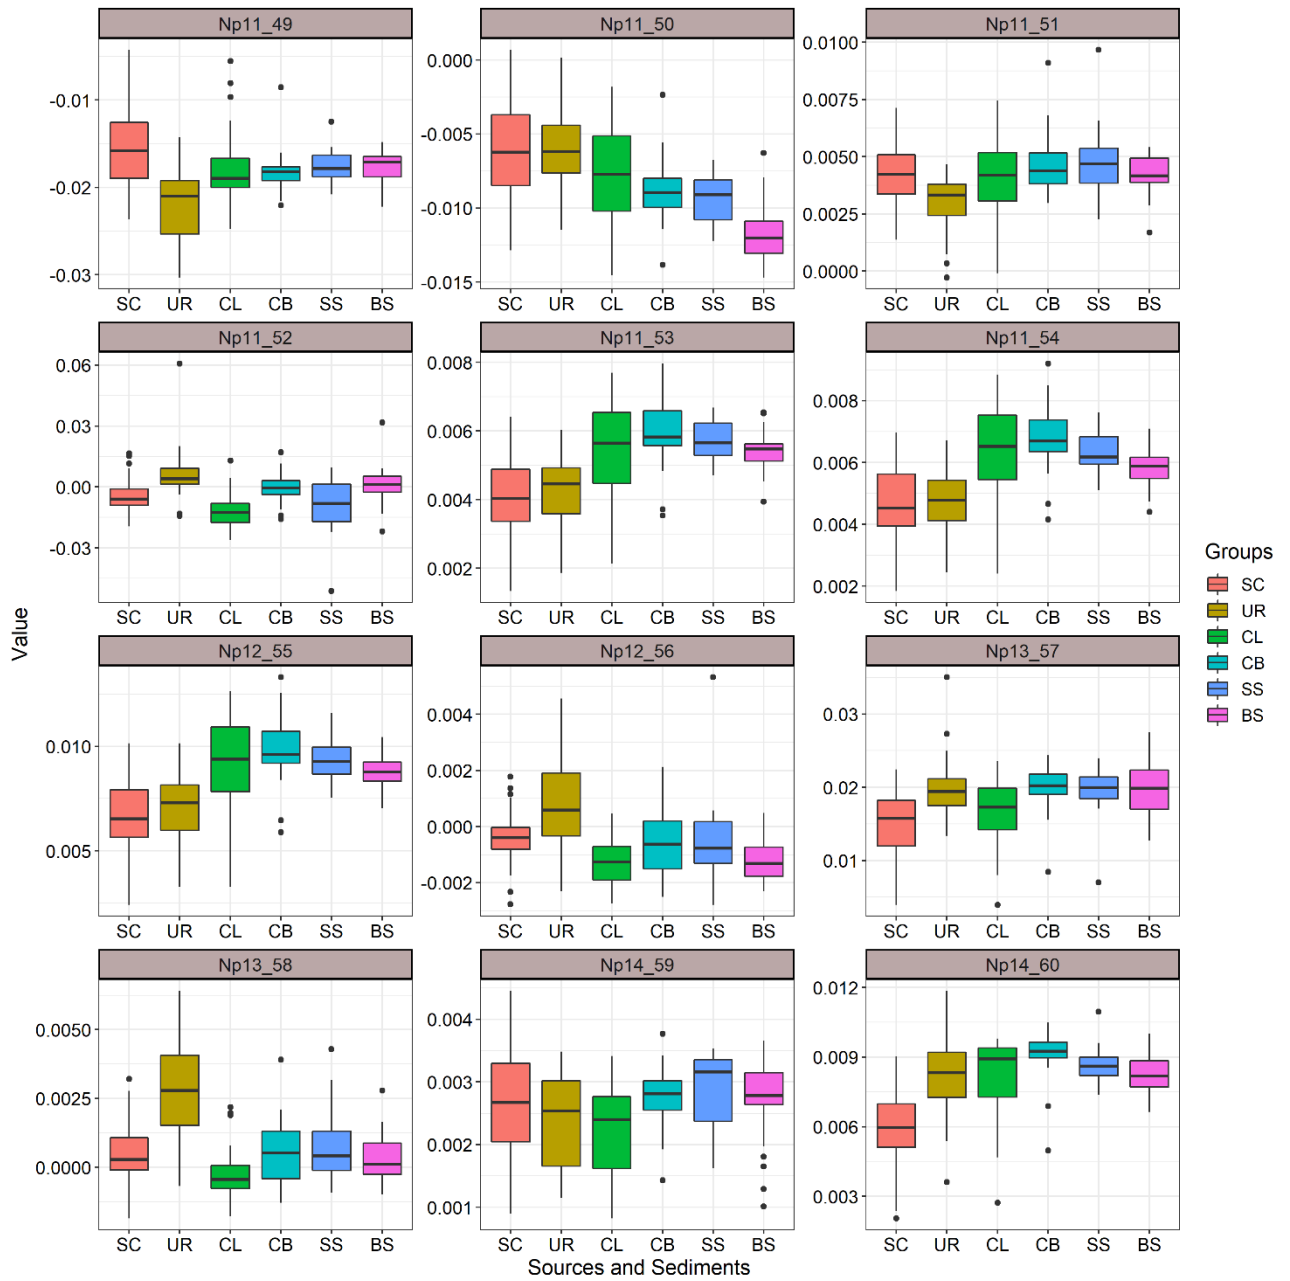 Np11_49 Np11_50 Np11_51
-0.01 -0.02 -0.03
0.000 -0.005 -0.010 -0.015
0.0100 0.0075 0.0050 0.0025 0.0000
SC UR CL CB SS BS SC UR CL CB SS BS SC UR CL CB SS BS
Np11_52 Np11_53 Np11_54
0.06 0.03 0.00 -0.03
0.008 0.006 0.004 0.002
0.008 0.006 0.004 0.002
SC UR CL CB SS BS SC UR CL CB SS BS SC UR CL CB SS BS
Np12_55 Np12_56 Np13_57
0.010 0.005
0.004 0.002 0.000 -0.002
0.03 0.02 0.01
SC UR CL CB SS BS SC UR CL CB SS BS SC UR CL CB SS BS
Np13_58 Np14_59 Np14_60
0.0050 0.0025 0.0000
0.004 0.003 0.002 0.001
0.012 0.009 0.006 0.003
SC UR CL CB SS BS SC UR CL CB SS BS SC UR CL CB SS BS
Value
Sources and Sediments
Groups
SC
UR
CL
CB
SS
BS